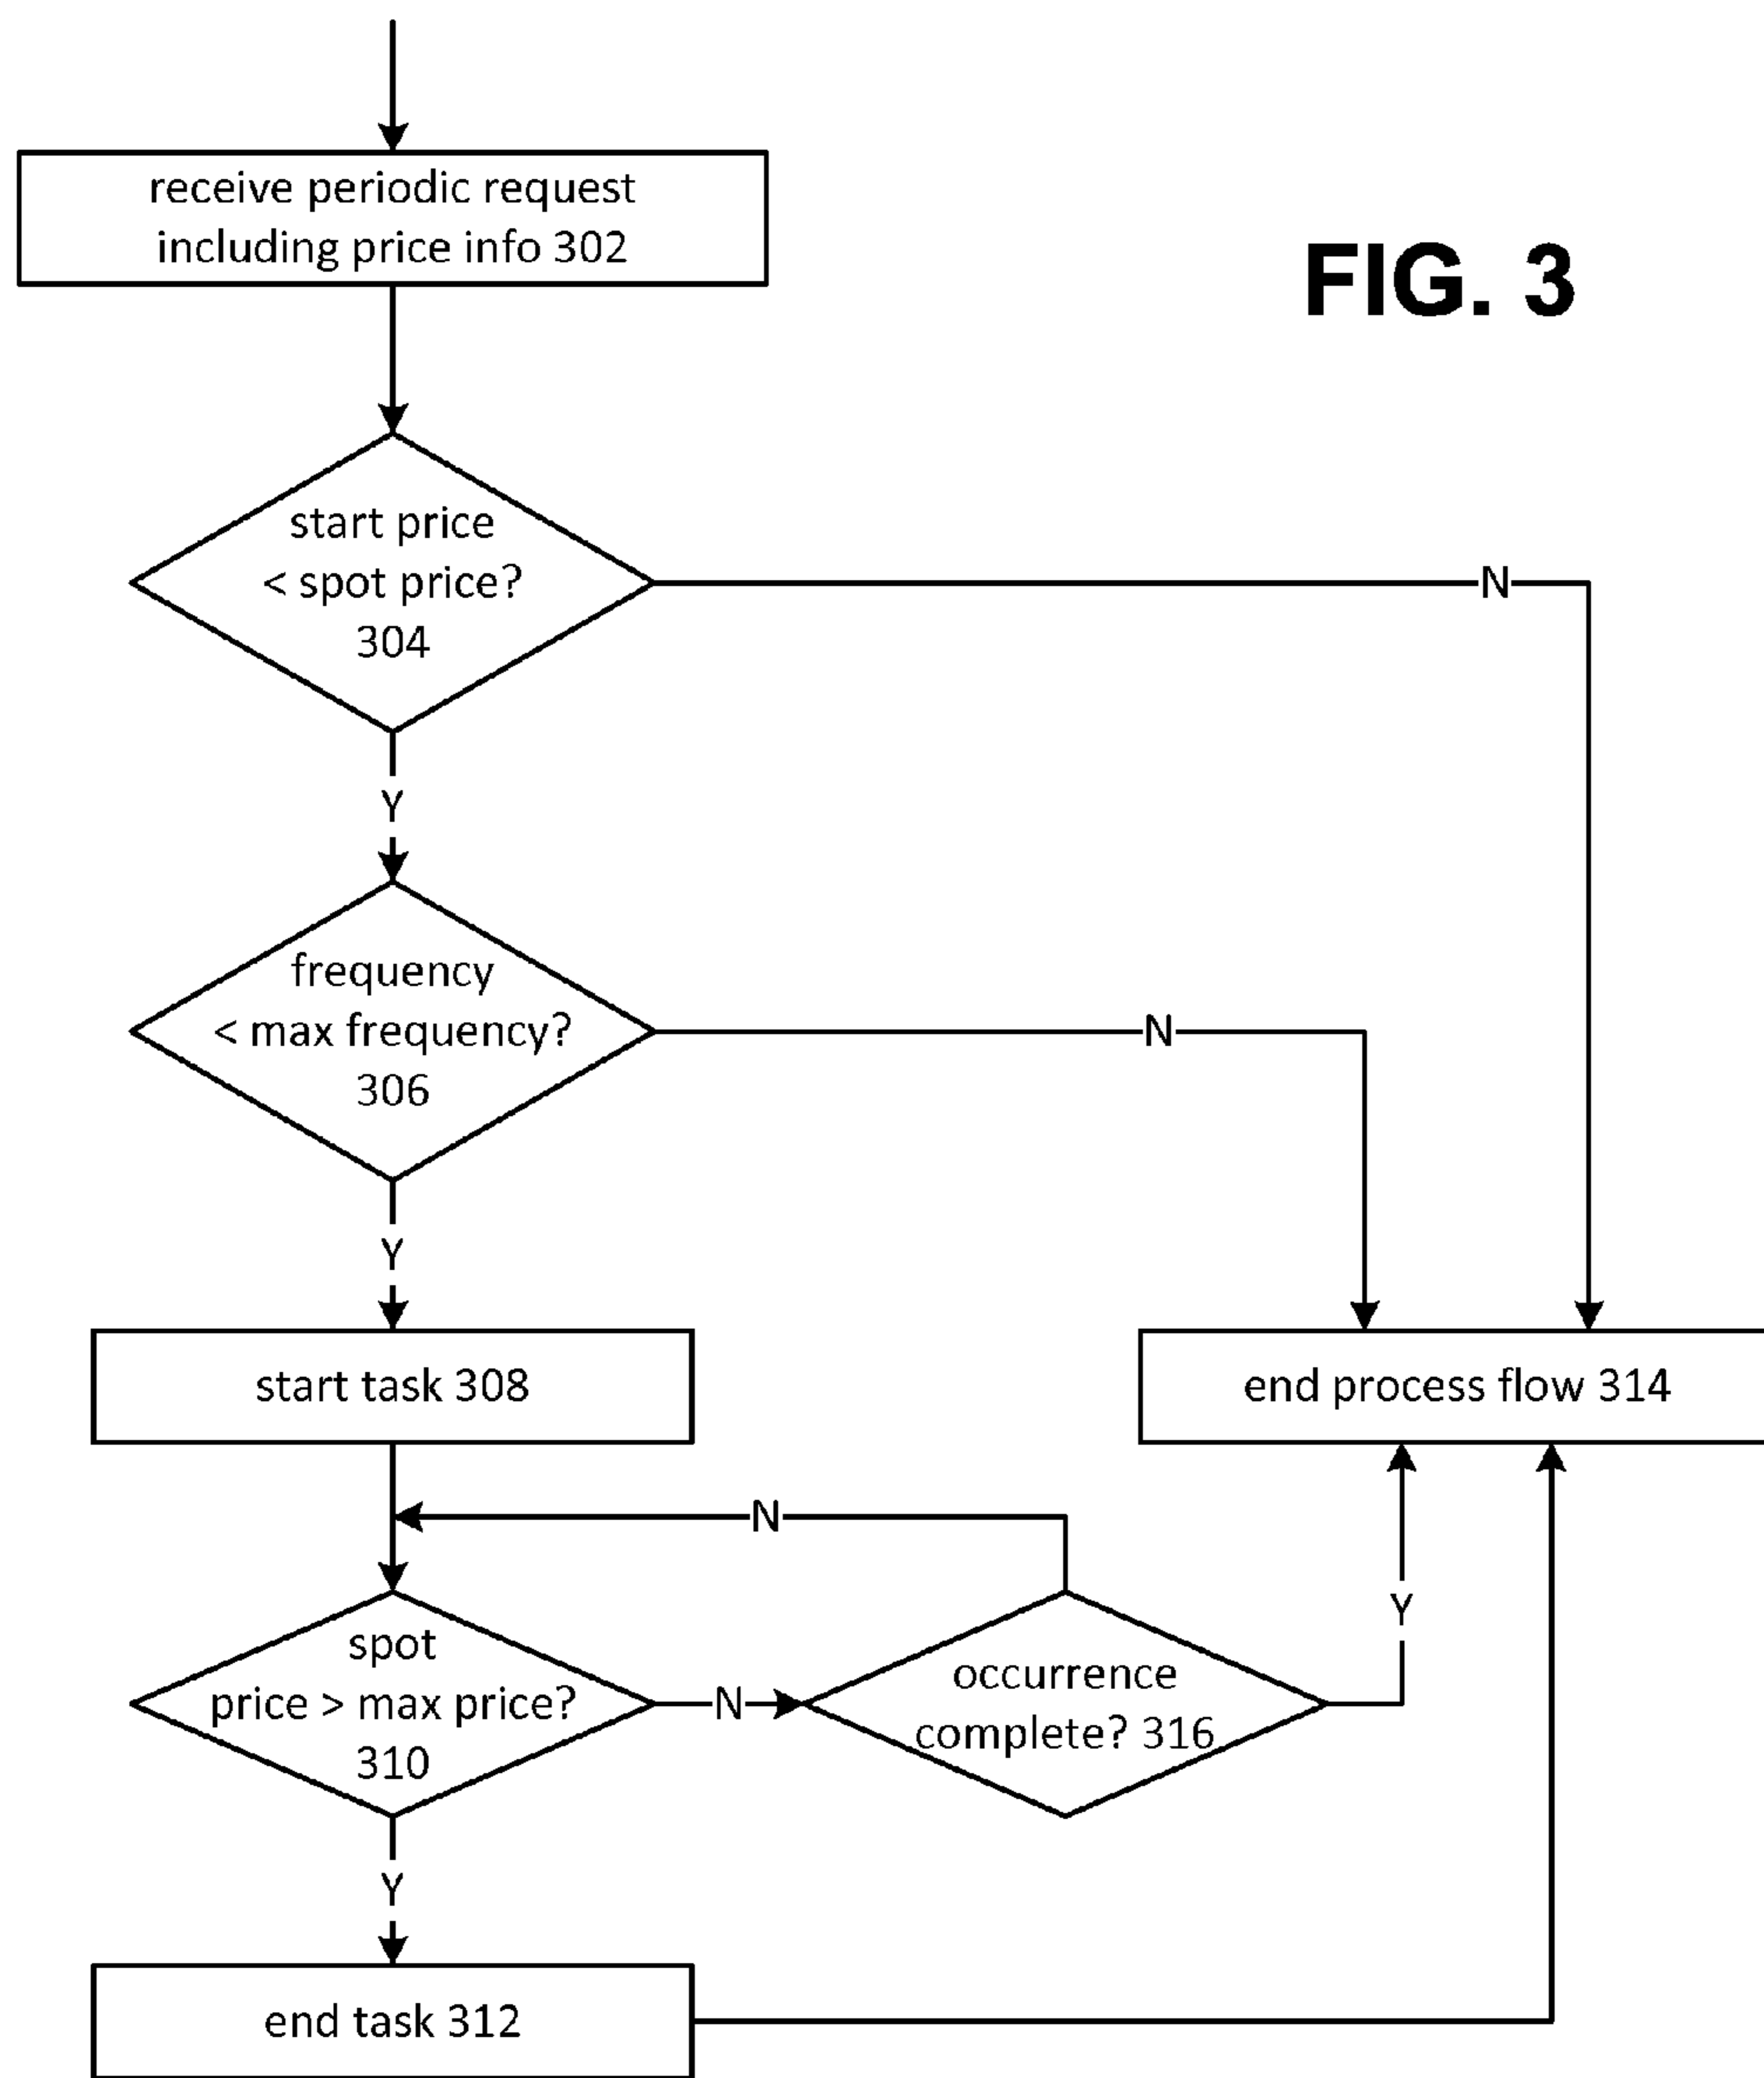 receive periodic request
including price info 302
FIG. 3
start price
< spot price?
304
N
Y
frequency
< max frequency?
306
N
Y
start task 308
end process flow 314
N
spot
price > max price?
310
N
occurrence
complete? 316
Y
Y
end task 312